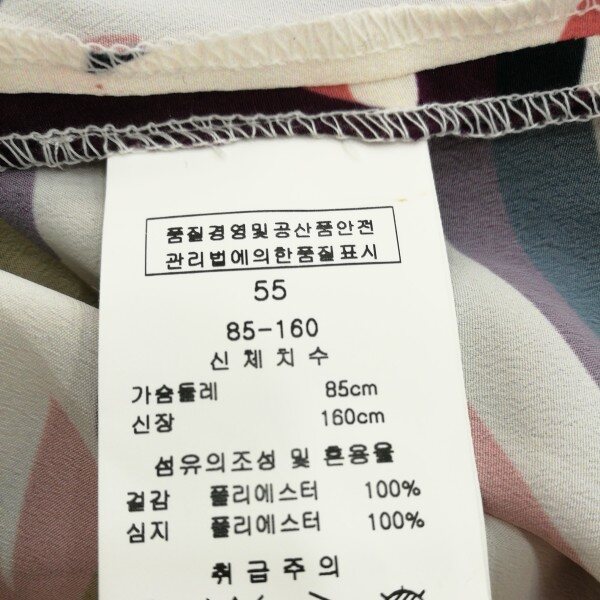 품질경영및공산품안전
관리법에의한품질표시
55
85-160
신체치수
가슴둘레 85cm
신장 160cm
섬유의조성 및 혼용율
겉감 폴리에스터 100%
심지 폴리에스터 100%
취급주의